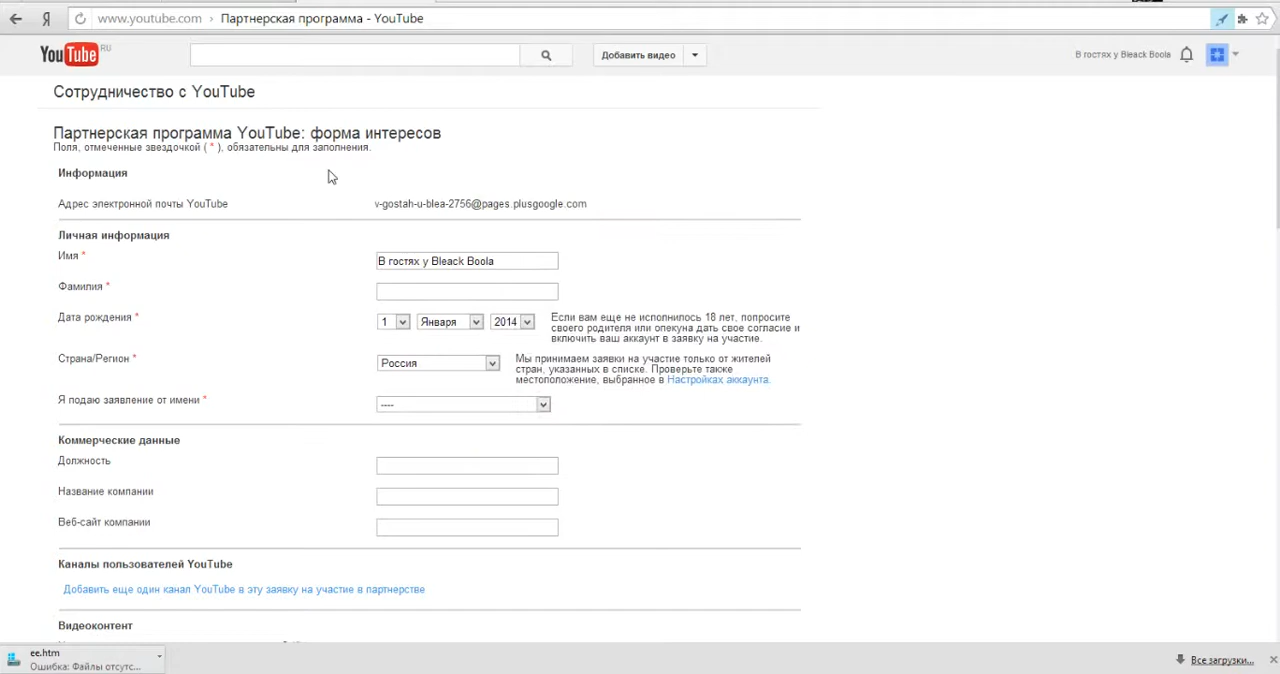 Я www.youtube.com › Партнерская программа - YouTube
YouTube RU
Добавить видео
В гостях у Bleack Boola
Сотрудничество с YouTube
Партнерская программа YouTube: форма интересов
Поля, отмеченные звездочкой ( * ), обязательны для заполнения.
Информация
Адрес электронной почты YouTube v-gostah-u-blea-2756@pages.plusgoogle.com
Личная информация
Имя * В гостях у Bleack Boola
Фамилия *
Дата рождения * 1 Января 2014
Если вам еще не исполнилось 18 лет, попросите
своего родителя или опекуна дать свое согласие и
включить ваш аккаунт в заявку на участие.
Страна/Регион * Россия
Мы принимаем заявки на участие только от жителей
стран, указанных в списке. Проверьте также
местоположение, выбранное в Настройках аккаунта.
Я подаю заявление от имени * ----
Коммерческие данные
Должность
Название компании
Веб-сайт компании
Каналы пользователей YouTube
Добавить еще один канал YouTube в эту заявку на участие в партнерстве
Видеоконтент
ee.htm
Ошибка: Файлы отсутс...
Все загрузки...